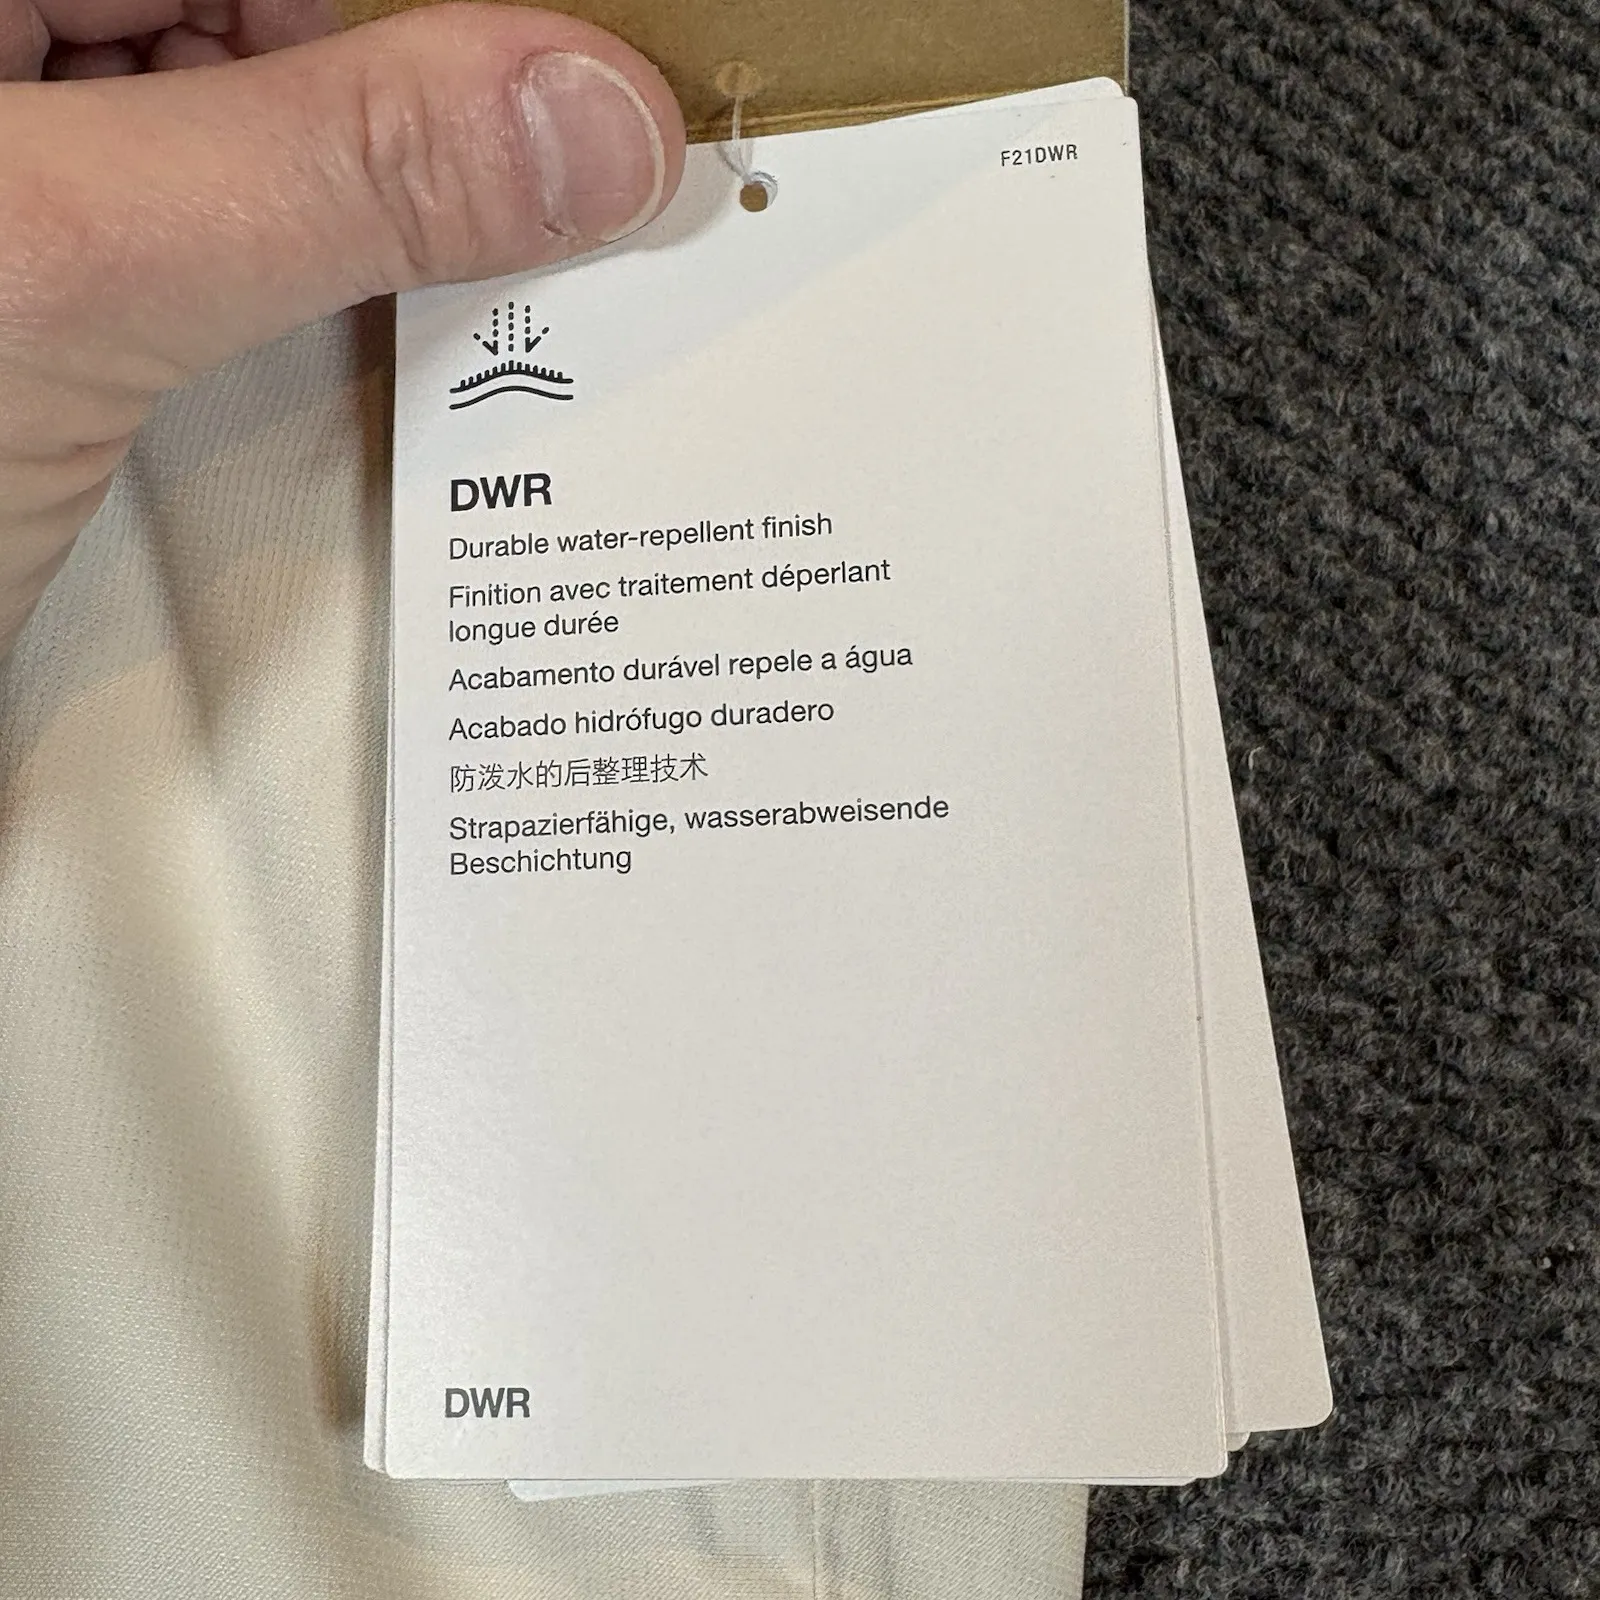 F21DWR
DWR
Durable water-repellent finish
Finition avec traitement déperlant
longue durée
Acabamento durável repele a água
Acabado hidrófugo duradero
防泼水的后整理技术
Strapazierfähige, wasserabweisende
Beschichtung
DWR